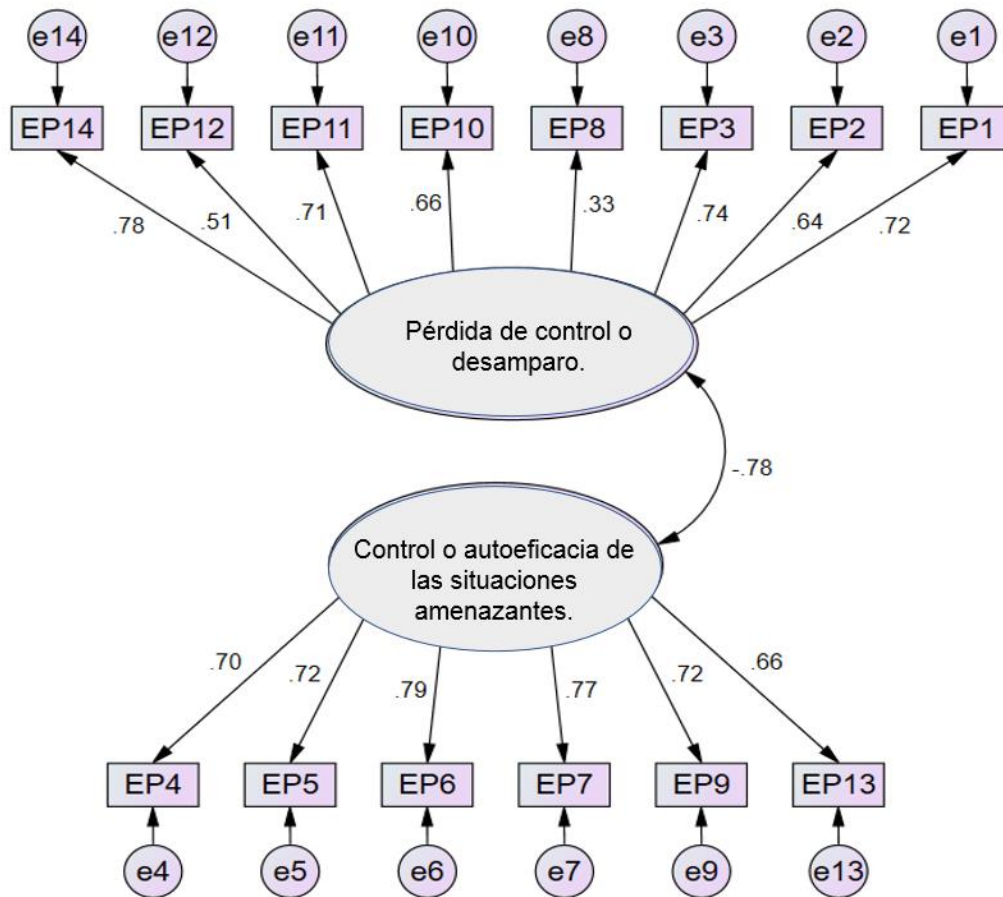 e14 e12 e11 e10 e8 e3 e2 e1
EP14 EP12 EP11 EP10 EP8 EP3 EP2 EP1
.78 .51 .71 .66 .33 .74 .64 .72
Pérdida de control o
desamparo.
-.78
Control o autoeficacia de
las situaciones
amenazantes.
.70 .72 .79 .77 .72 .66
EP4 EP5 EP6 EP7 EP9 EP13
e4 e5 e6 e7 e9 e13